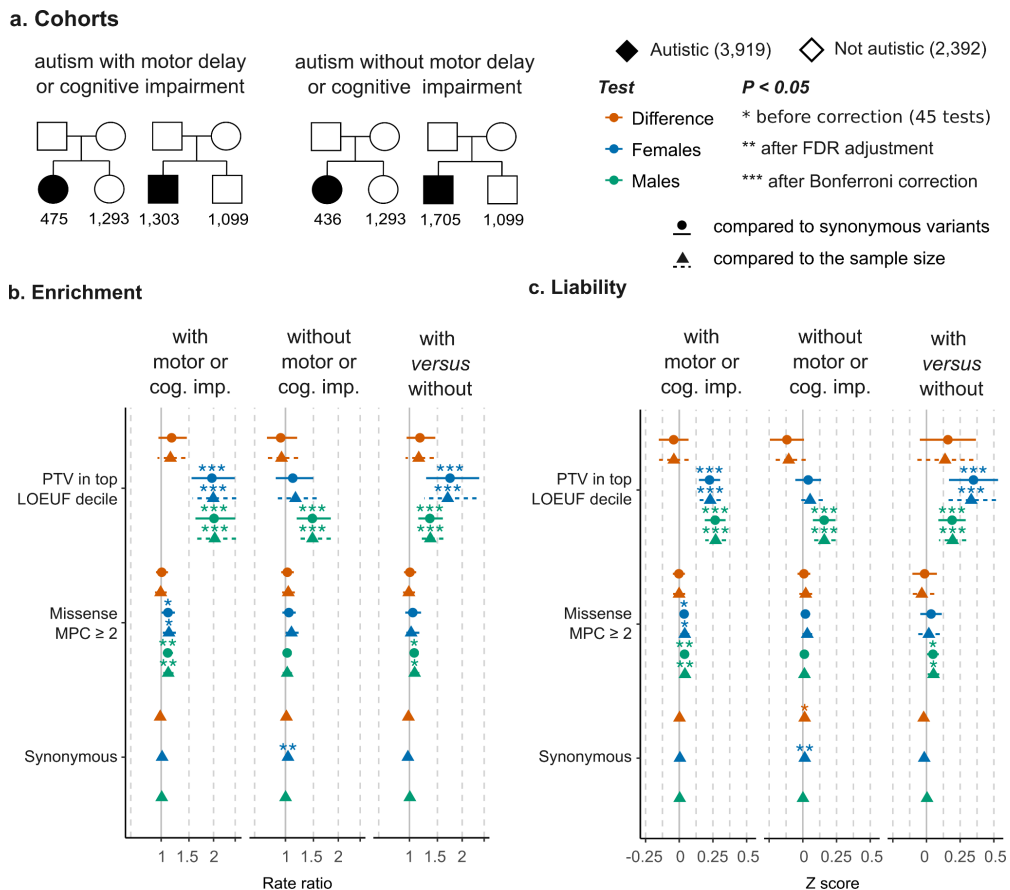 a. Cohorts
autism with motor delay
or cognitive impairment
autism without motor delay
or cognitive impairment
475 1,293 1,303 1,099
436 1,293 1,705 1,099
Autistic (3,919) Not autistic (2,392)
Test P < 0.05
Difference * before correction (45 tests)
Females ** after FDR adjustment
Males *** after Bonferroni correction
compared to synonymous variants
compared to the sample size
b. Enrichment
with
motor or
cog. imp.
without
motor or
cog. imp.
with
versus
without
PTV in top
LOEUF decile
*** *** *** *** *** *** *** *** *** ***
Missense
MPC ≥ 2
* * ** ** * *
Synonymous
**
1 1.5 2 1 1.5 2 1 1.5 2
Rate ratio
c. Liability
with
motor or
cog. imp.
without
motor or
cog. imp.
with
versus
without
PTV in top
LOEUF decile
*** *** *** *** *** *** *** *** *** ***
Missense
MPC ≥ 2
* * ** * *
Synonymous
* **
-0.25 0 0.25 0.5 0 0.25 0.5 0 0.25 0.5
Z score